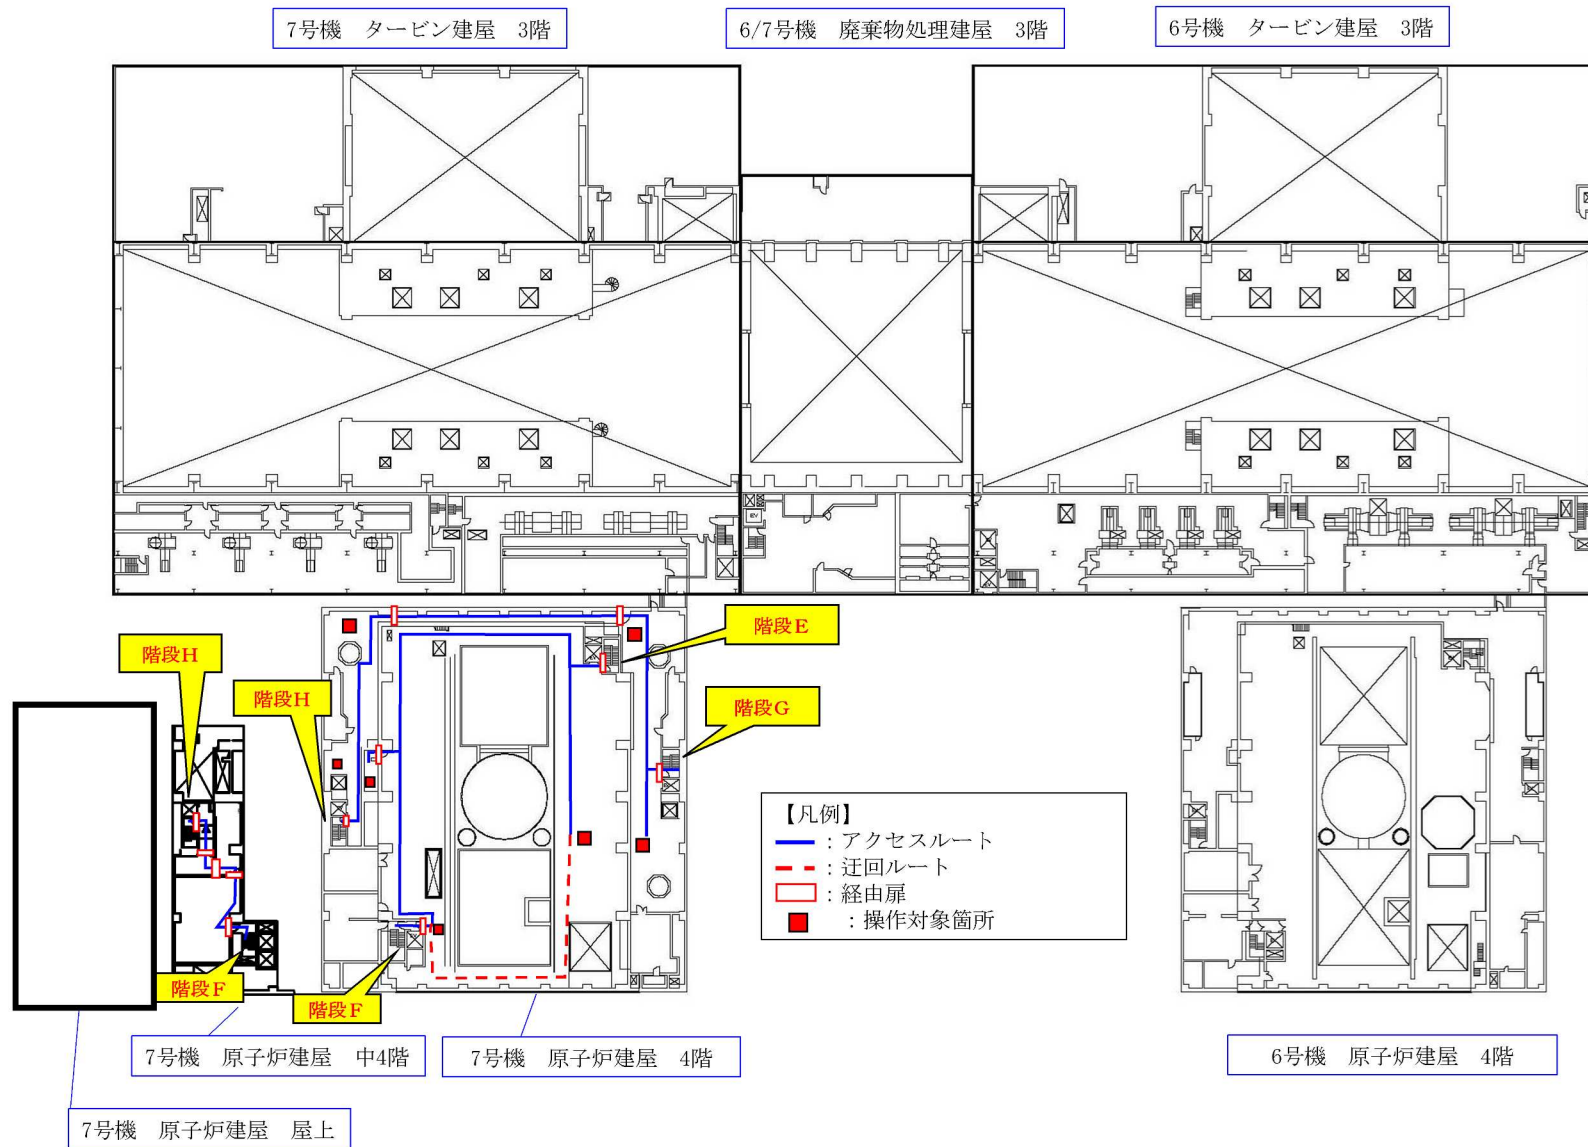 7号機　タービン建屋　3階
6/7号機　廃棄物処理建屋　3階
6号機　タービン建屋　3階
階段E
階段H
階段H
階段G
【凡例】
：アクセスルート
：迂回ルート
：経由扉
：操作対象箇所
階段F
階段F
7号機　原子炉建屋　中4階
7号機　原子炉建屋　4階
6号機　原子炉建屋　4階
7号機　原子炉建屋　屋上